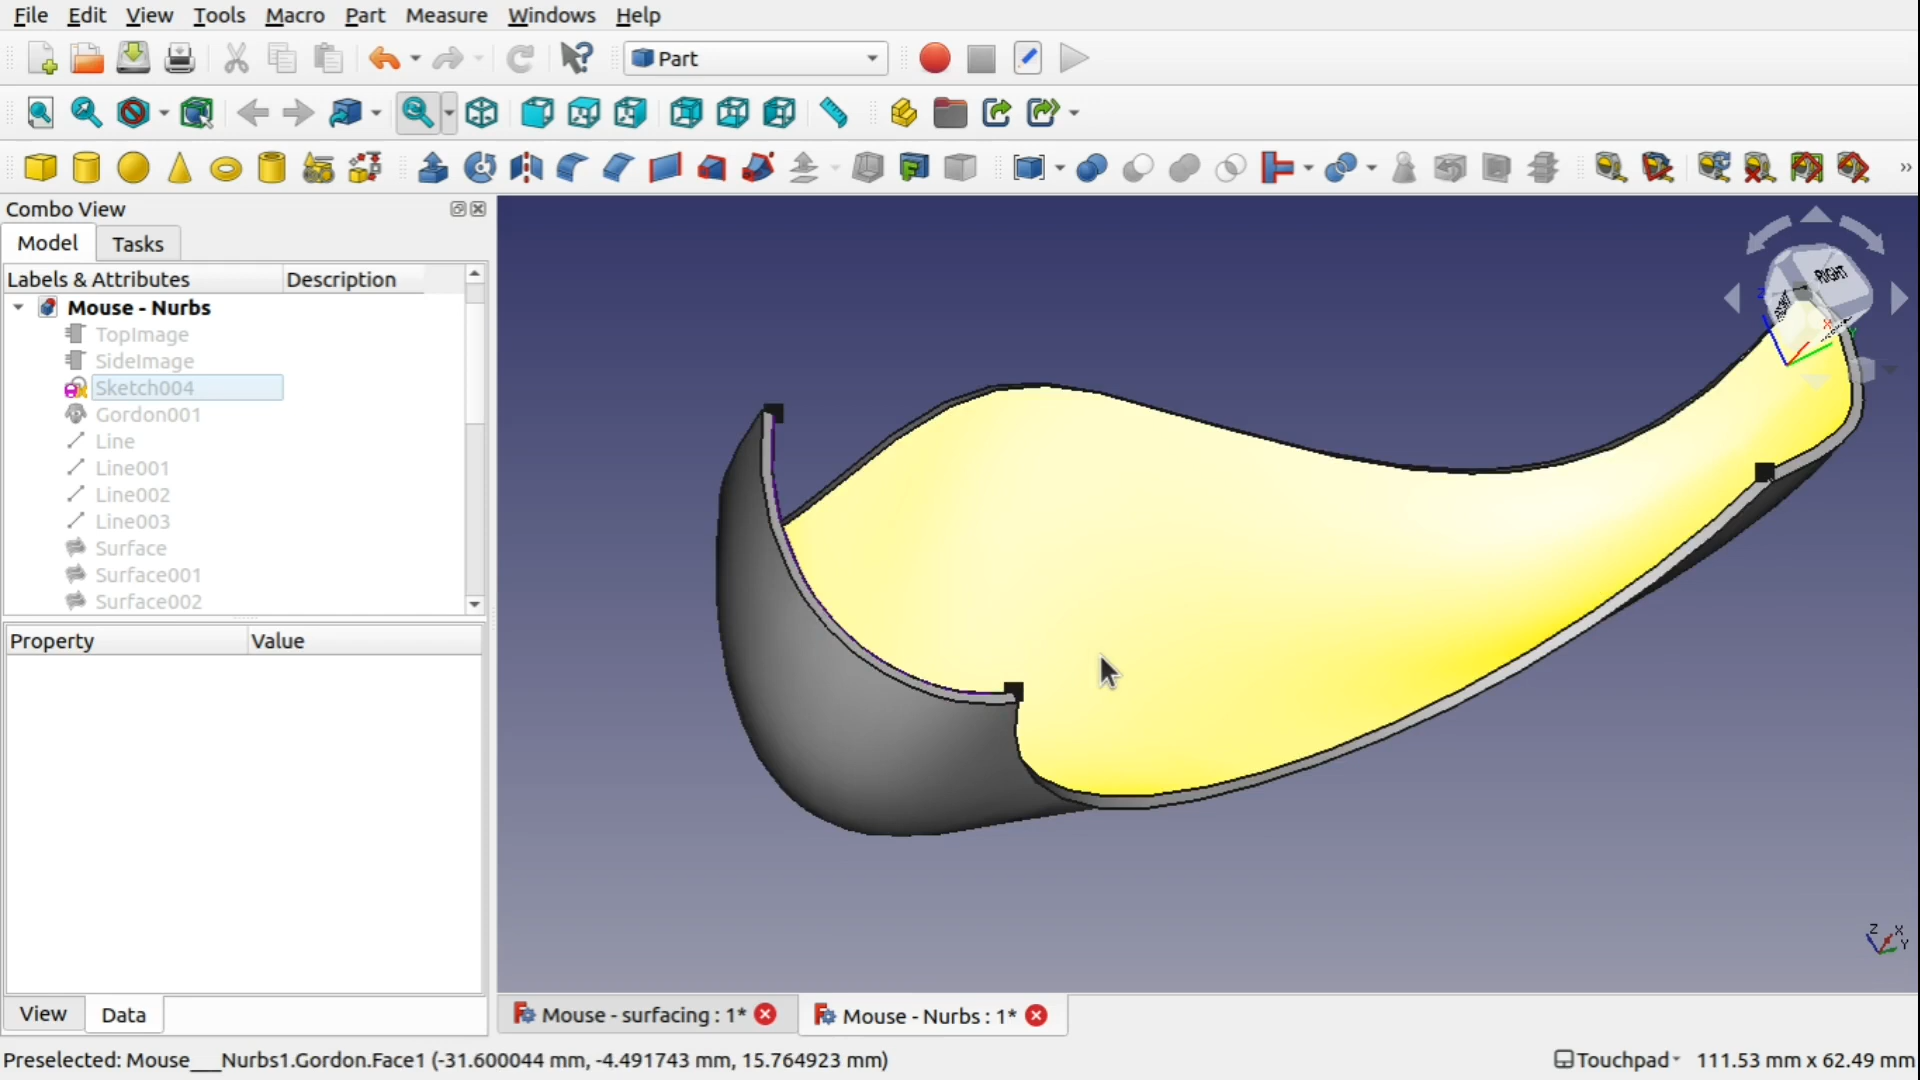 File Edit View Tools Macro Part Measure Windows Help
Part
Combo View
Model Tasks
Labels & Attributes Description
Mouse - Nurbs
TopImage
SideImage
Sketch004
Gordon001
Line
Line001
Line002
Line003
Surface
Surface001
Surface002
Property Value
View Data
RIGHT
Z
X
Y
Z X
Y
Mouse - surfacing : 1* Mouse - Nurbs : 1*
Preselected: Mouse___Nurbs1.Gordon.Face1 (-31.600044 mm, -4.491743 mm, 15.764923 mm) Touchpad 111.53 mm x 62.49 mm